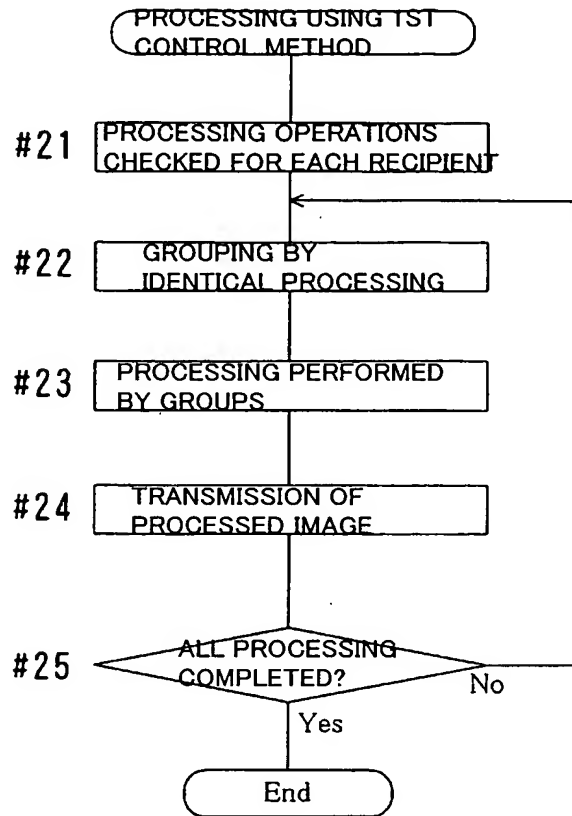 PROCESSING USING 1ST
CONTROL METHOD
#21
PROCESSING OPERATIONS
CHECKED FOR EACH RECIPIENT
#22
GROUPING BY
IDENTICAL PROCESSING
#23
PROCESSING PERFORMED
BY GROUPS
#24
TRANSMISSION OF
PROCESSED IMAGE
#25
ALL PROCESSING
COMPLETED?
No
Yes
End